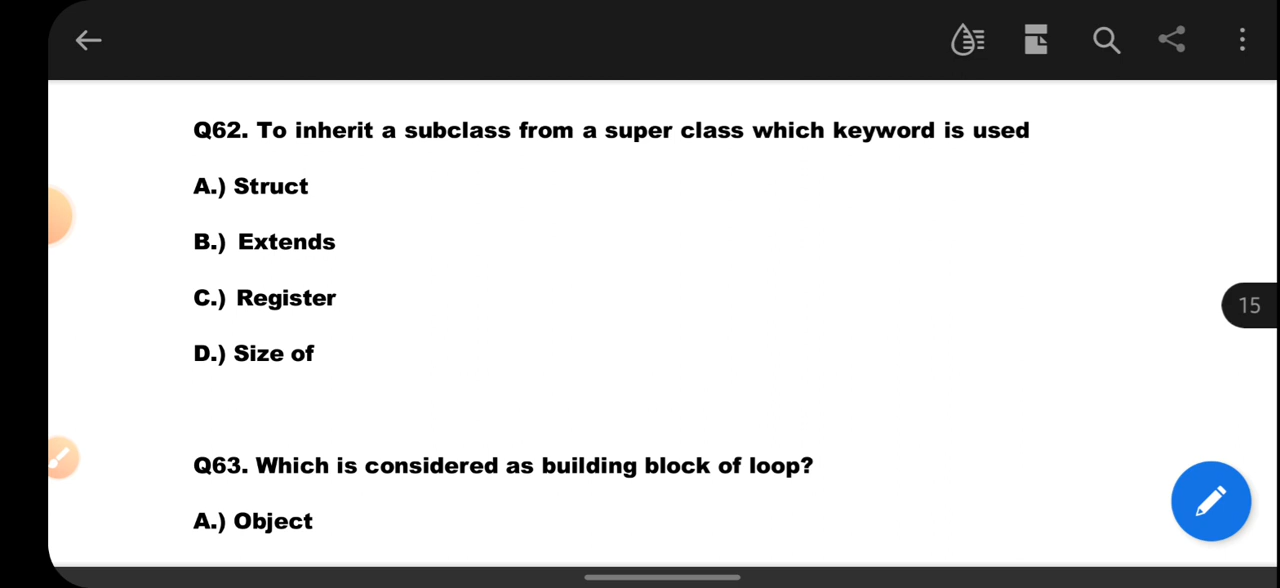 Q62. To inherit a subclass from a super class which keyword is used
A.) Struct
B.) Extends
C.) Register
15
D.) Size of
Q63. Which is considered as building block of loop?
A.) Object